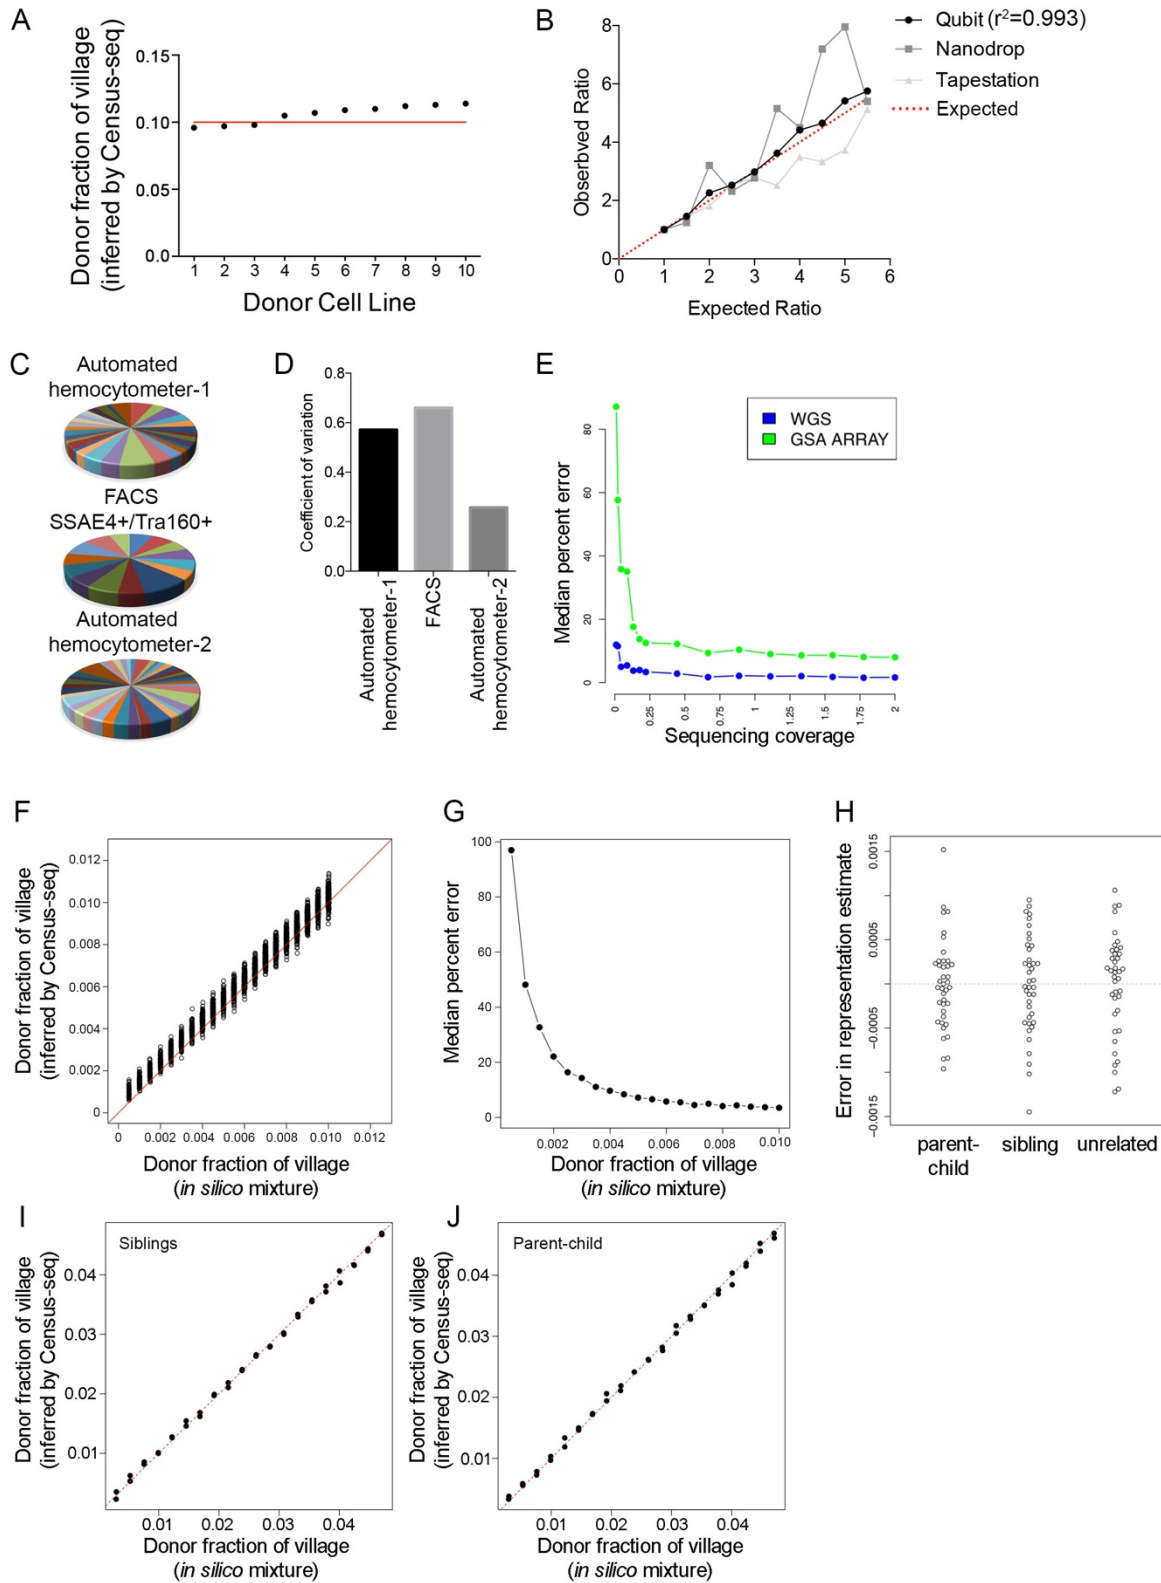 A
Donor fraction of village
(inferred by Census-seq)
0.15
0.10
0.05
0.0
1 2 3 4 5 6 7 8 9 10
Donor Cell Line
B
Obserbved Ratio
8
6
4
2
0
0 1 2 3 4 5 6
Expected Ratio
Qubit (r²=0.993)
Nanodrop
Tapestation
Expected
C
Automated
hemocytometer-1
FACS
SSAE4+/Tra160+
Automated
hemocytometer-2
D
Coefficient of variation
0.8
0.6
0.4
0.2
0.0
Automated
hemocytometer-1
FACS
Automated
hemocytometer-2
E
Median percent error
80
60
40
20
0
WGS
GSA ARRAY
0 0.25 0.5 0.75 1 1.25 1.5 1.75 2
Sequencing coverage
F
Donor fraction of village
(inferred by Census-seq)
0.012
0.010
0.008
0.006
0.004
0.002
0
0 0.002 0.004 0.006 0.008 0.010 0.012
Donor fraction of village
(in silico mixture)
G
Median percent error
100
80
60
40
20
0
0.002 0.004 0.006 0.008 0.010
Donor fraction of village
(in silico mixture)
H
Error in representation estimate
0.0015
0.0005
−0.0005
−0.0015
parent-
child
sibling
unrelated
I
Donor fraction of village
(inferred by Census-seq)
Siblings
0.04
0.03
0.02
0.01
0.01 0.02 0.03 0.04
Donor fraction of village
(in silico mixture)
J
Donor fraction of village
(inferred by Census-seq)
Parent-child
0.04
0.03
0.02
0.01
0.01 0.02 0.03 0.04
Donor fraction of village
(in silico mixture)